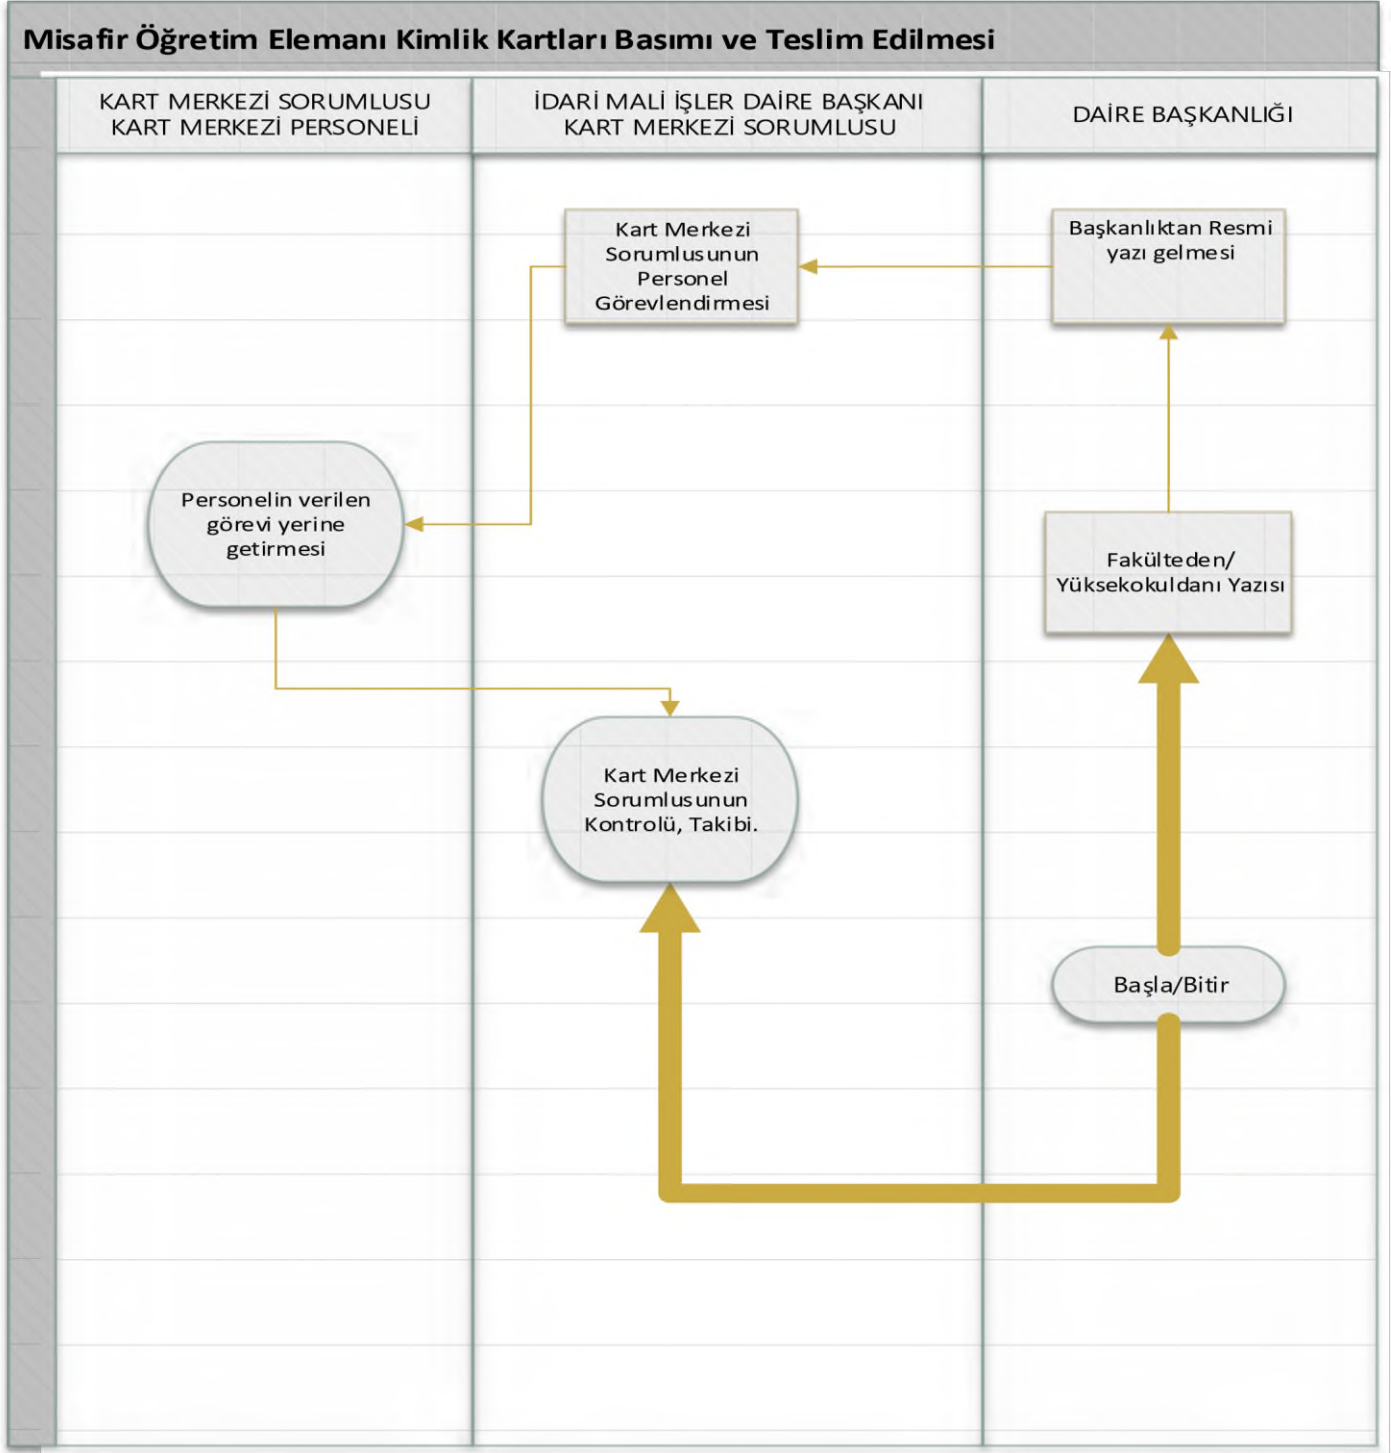 Misafir Öğretim Elemanı Kimlik Kartları Basımı ve Teslim Edilmesi
KART MERKEZİ SORUMLUSU
KART MERKEZİ PERSONELİ
İDARİ MALİ İŞLER DAİRE BAŞKANI
KART MERKEZİ SORUMLUSU
DAİRE BAŞKANLIĞI
Kart Merkezi
Sorumlusunun
Personel
Görevlendirmesi
Başkanlıktan Resmi
yazı gelmesi
Personelin verilen
görevi yerine
getirmesi
Fakülteden/
Yüksekokuldanı Yazısı
Kart Merkezi
Sorumlusunun
Kontrolü, Takibi.
Başla/Bitir